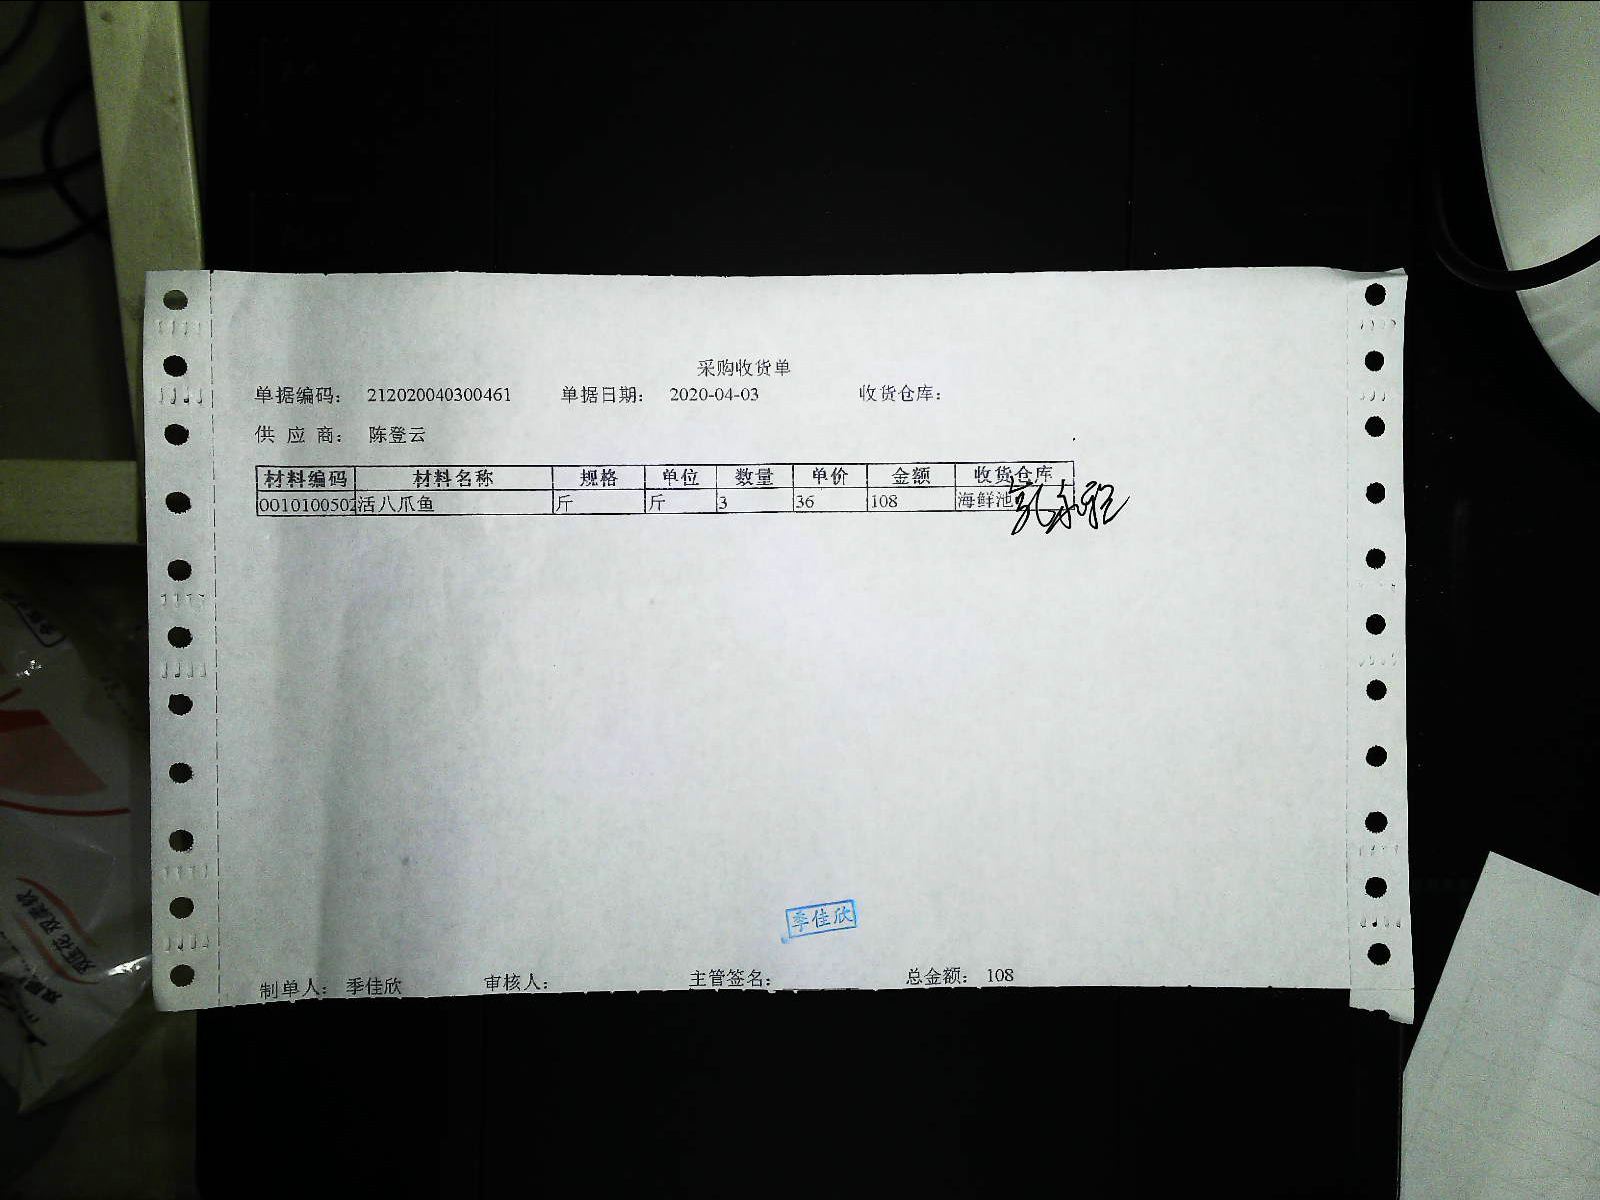 采购收货单
单据编码： 212020040300461 单据日期： 2020-04-03 收货仓库：
供 应 商： 陈登云
材料编码 材料名称 规格 单位 数量 单价 金额 收货仓库
0010100502 活八爪鱼 斤 斤 3 36 108 海鲜池
季佳欣
制单人： 季佳欣 审核人： 主管签名： 总金额： 108